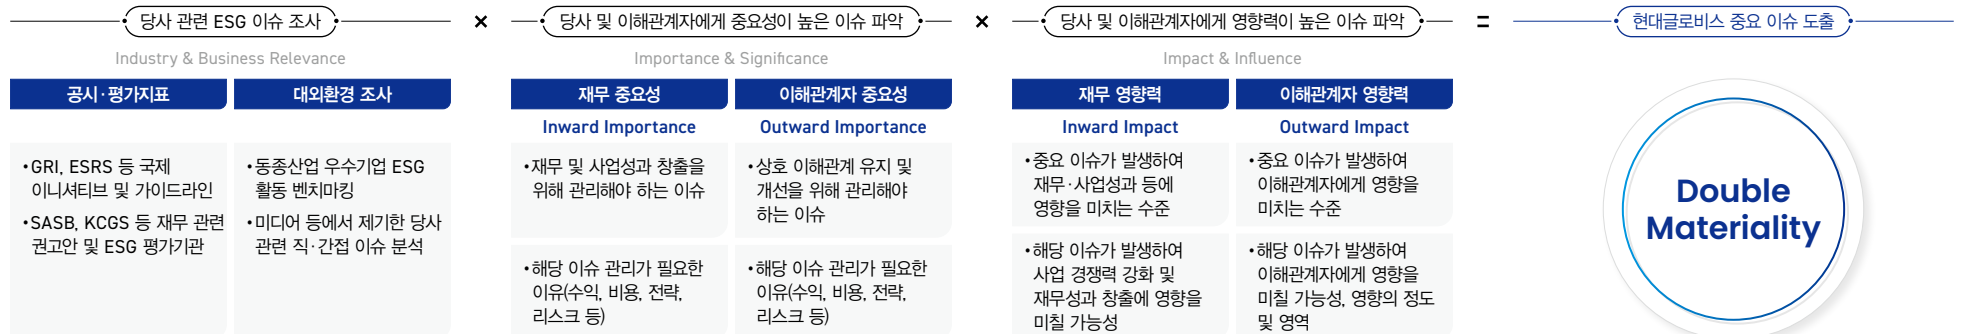 당사 관련 ESG 이슈 조사
×
당사 및 이해관계자에게 중요성이 높은 이슈 파악
×
당사 및 이해관계자에게 영향력이 높은 이슈 파악
=
현대글로비스 중요 이슈 도출
Industry & Business Relevance
Importance & Significance
Impact & Influence
공시·평가지표
대외환경 조사
재무 중요성
이해관계자 중요성
재무 영향력
이해관계자 영향력
Inward Importance
Outward Importance
Inward Impact
Outward Impact
•GRI, ESRS 등 국제
이니셔티브 및 가이드라인
•SASB, KCGS 등 재무 관련
권고안 및 ESG 평가기관
•동종산업 우수기업 ESG
활동 벤치마킹
•미디어 등에서 제기한 당사
관련 직·간접 이슈 분석
•재무 및 사업성과 창출을
위해 관리해야 하는 이슈
•해당 이슈 관리가 필요한
이유(수익, 비용, 전략,
리스크 등)
•상호 이해관계 유지 및
개선을 위해 관리해야
하는 이슈
•해당 이슈 관리가 필요한
이유(수익, 비용, 전략,
리스크 등)
•중요 이슈가 발생하여
재무·사업성과 등에
영향을 미치는 수준
•해당 이슈가 발생하여
사업 경쟁력 강화 및
재무성과 창출에 영향을
미칠 가능성
•중요 이슈가 발생하여
이해관계자에게 영향을
미치는 수준
•해당 이슈가 발생하여
이해관계자에게 영향을
미칠 가능성, 영향의 정도
및 영역
Double
Materiality